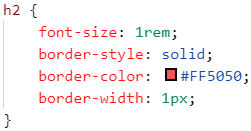 h2 {
font-size: 1rem;
border-style: solid;
border-color: #FF5050;
border-width: 1px;
}